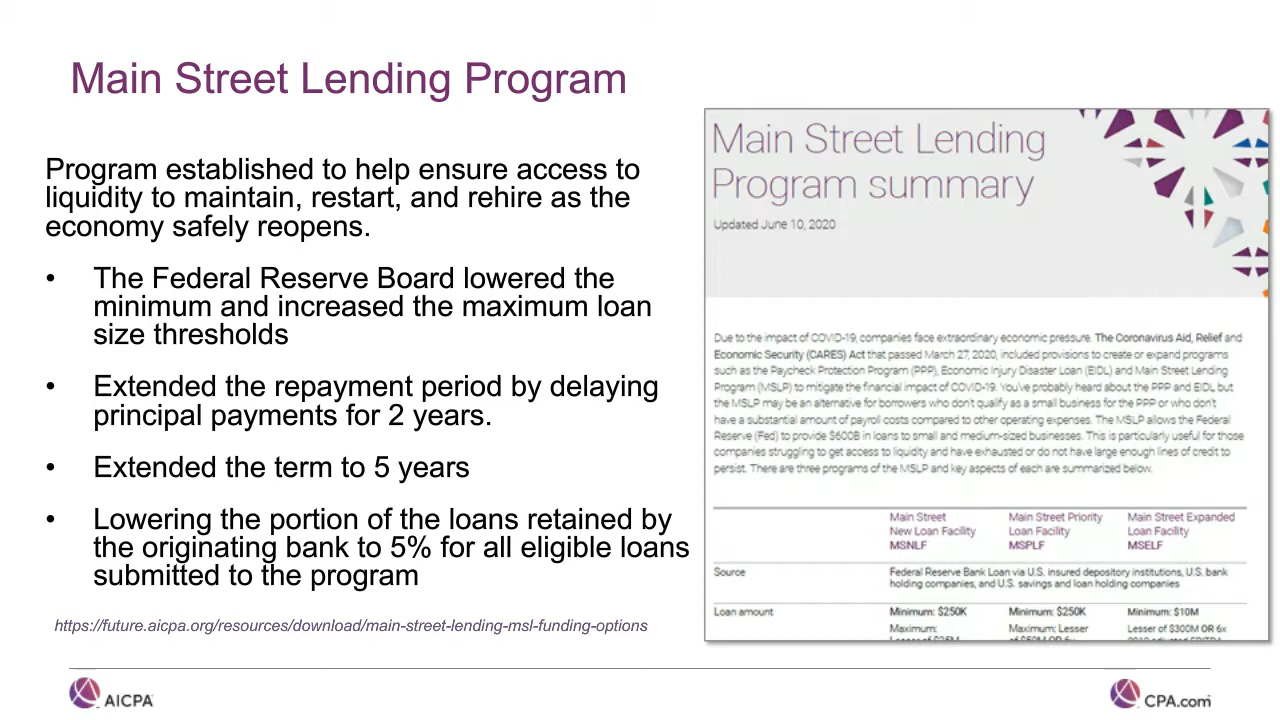 Main Street Lending Program
Program established to help ensure access to
liquidity to maintain, restart, and rehire as the
economy safely reopens.
• The Federal Reserve Board lowered the
minimum and increased the maximum loan
size thresholds
• Extended the repayment period by delaying
principal payments for 2 years.
• Extended the term to 5 years
• Lowering the portion of the loans retained by
the originating bank to 5% for all eligible loans
submitted to the program
https://future.aicpa.org/resources/download/main-street-lending-msl-funding-options
Main Street Lending
Program summary
Updated June 10, 2020
Due to the impact of COVID-19, companies face extraordinary economic pressure. The Coronavirus Aid, Relief and
Economic Security (CARES) Act that passed March 27, 2020, included provisions to create or expand programs
such as the Paycheck Protection Program (PPP), Economic Injury Disaster Loan (EIDL) and Main Street Lending
Program (MSLP) to mitigate the financial impact of COVID-19. You've probably heard about the PPP and EIDL but
the MSLP may be an alternative for borrowers who don't qualify as a small business for the PPP or who don't
have a substantial amount of payroll costs compared to other operating expenses. The MSLP allows the Federal
Reserve (Fed) to provide $600B in loans to small and medium-sized businesses. This is particularly useful for those
companies struggling to get access to liquidity and have exhausted or do not have large enough lines of credit to
persist. There are three programs of the MSLP and key aspects of each are summarized below.
Main Street
New Loan Facility
MSNLF
Main Street Priority
Loan Facility
MSPLF
Main Street Expanded
Loan Facility
MSELF
Source
Federal Reserve Bank Loan via U.S. insured depository institutions, U.S. bank
holding companies, and U.S. savings and loan holding companies
Loan amount
Minimum: $250K
Maximum:
Minimum: $250K
Maximum: Lesser
Minimum: $10M
Lesser of $300M OR 6x
AICPA
CPA.com